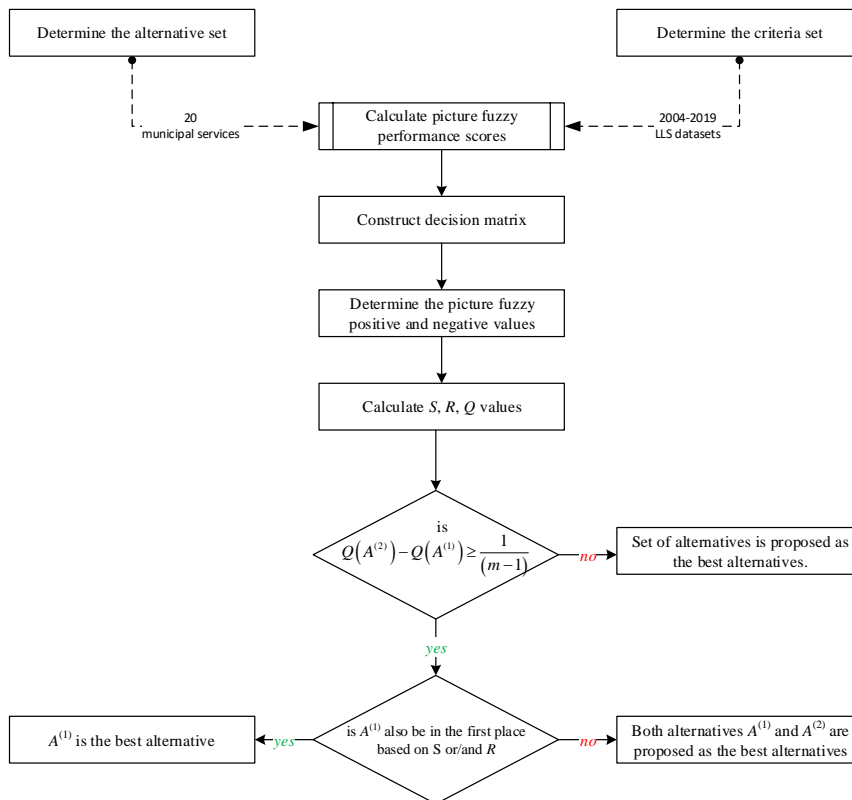 Determine the alternative set
Determine the criteria set
20
municipal services
Calculate picture fuzzy
performance scores
2004-2019
LLS datasets
Construct decision matrix
Determine the picture fuzzy
positive and negative values
Calculate S, R, Q values
is
Q(A^(2)) − Q(A^(1)) ≥ 1/(m−1)
no
Set of alternatives is proposed as
the best alternatives.
yes
A^(1) is the best alternative
yes
is A^(1) also be in the first place
based on S or/and R
no
Both alternatives A^(1) and A^(2) are
proposed as the best alternatives